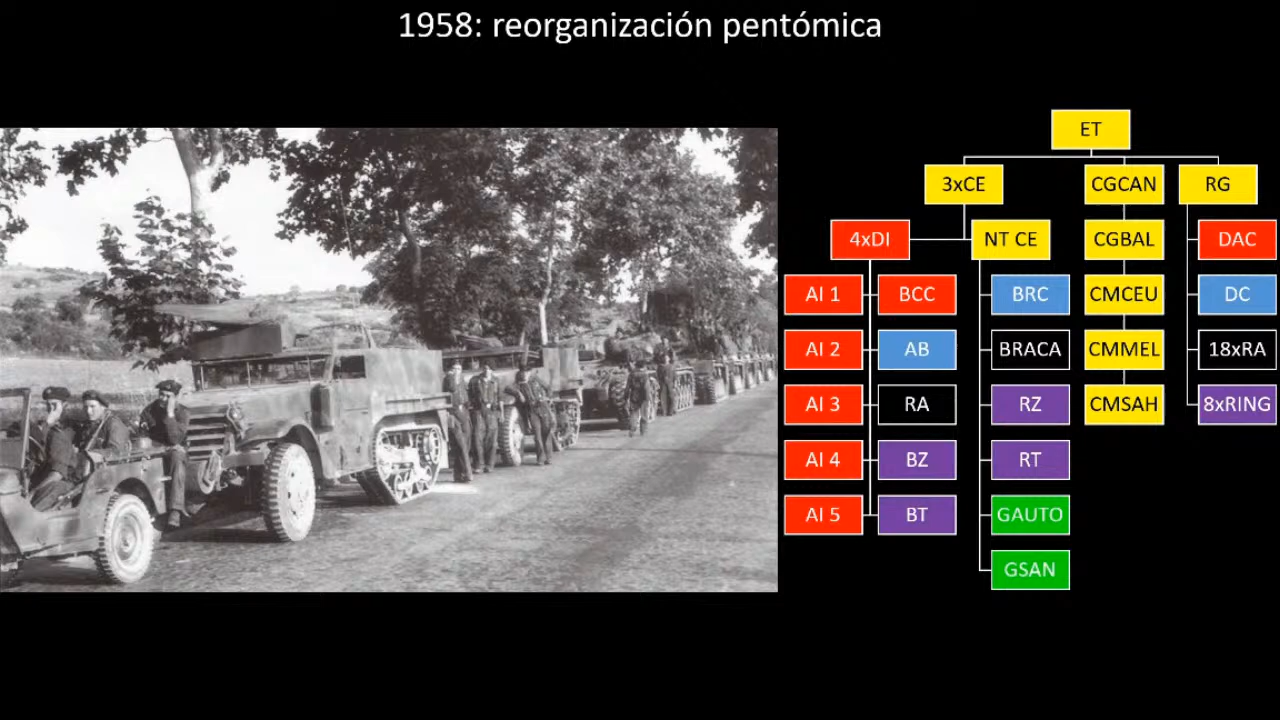 1958: reorganización pentómica
ET
3xCE
CGCAN
RG
4xDI
NT CE
CGBAL
DAC
AI 1
BCC
BRC
CMCEU
DC
AI 2
AB
BRACA
CMMEL
18xRA
AI 3
RA
RZ
CMSAH
8xRING
AI 4
BZ
RT
AI 5
BT
GAUTO
GSAN